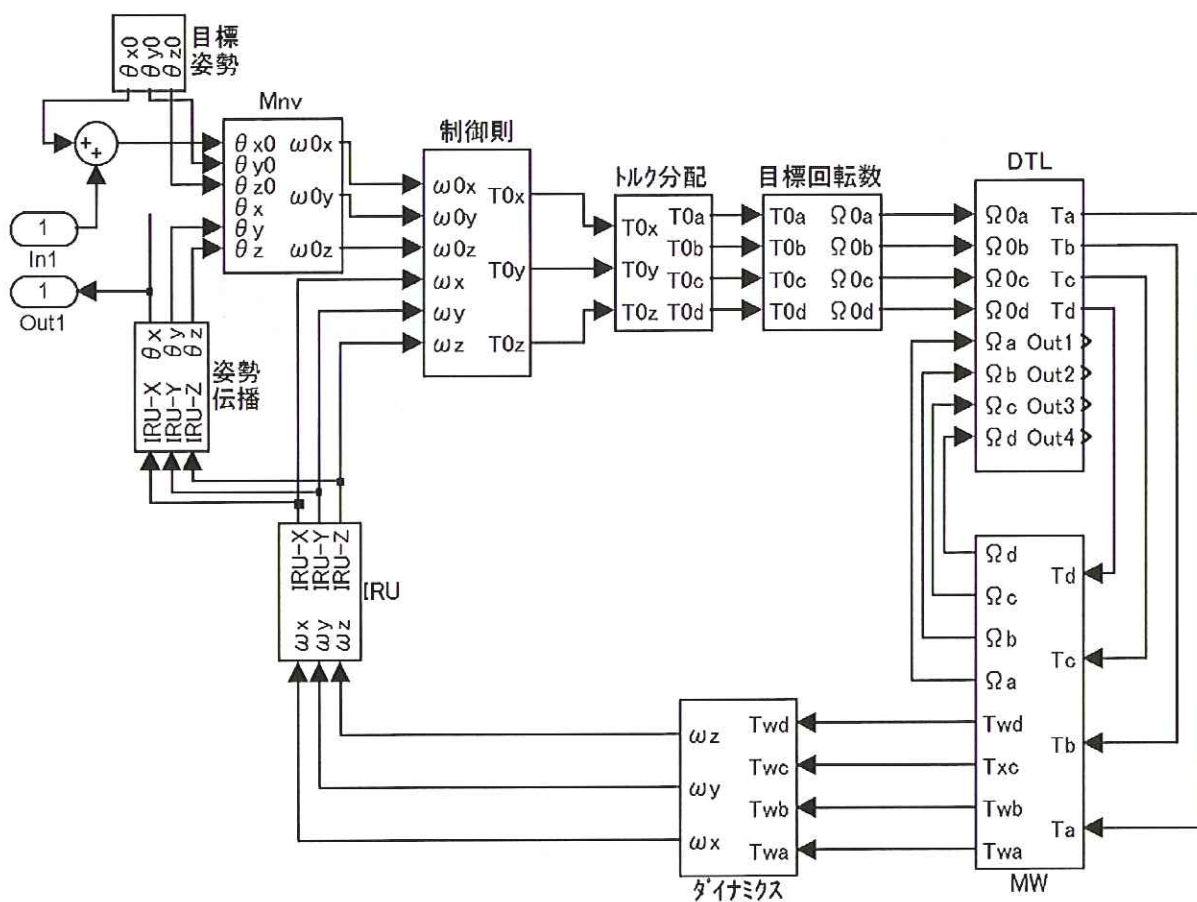 θx0
θy0
θz0
目標
姿勢
Mnv
θx0 ω0x
θy0
θz0
θx ω0y
θy
θz ω0z
+
+
1
In1
1
Out1
θx
θy
θz
IRU-X
IRU-Y
IRU-Z
姿勢
伝播
制御則
ω0x T0x
ω0y
ω0z
ωx T0y
ωy
ωz T0z
トルク分配
T0x T0a
T0b
T0y T0c
T0z T0d
目標回転数
T0a Ω0a
T0b Ω0b
T0c Ω0c
T0d Ω0d
DTL
Ω0a Ta
Ω0b Tb
Ω0c Tc
Ω0d Td
Ωa Out1
Ωb Out2
Ωc Out3
Ωd Out4
IRU-X
IRU-Y
IRU-Z
ωx
ωy
ωz
IRU
Ωd Td
Ωc
Ωb Tc
Ωa
Twd Tb
Txc
Twb Ta
Twa
MW
ωz Twd
Twc
ωy Twb
ωx Twa
ダイナミクス